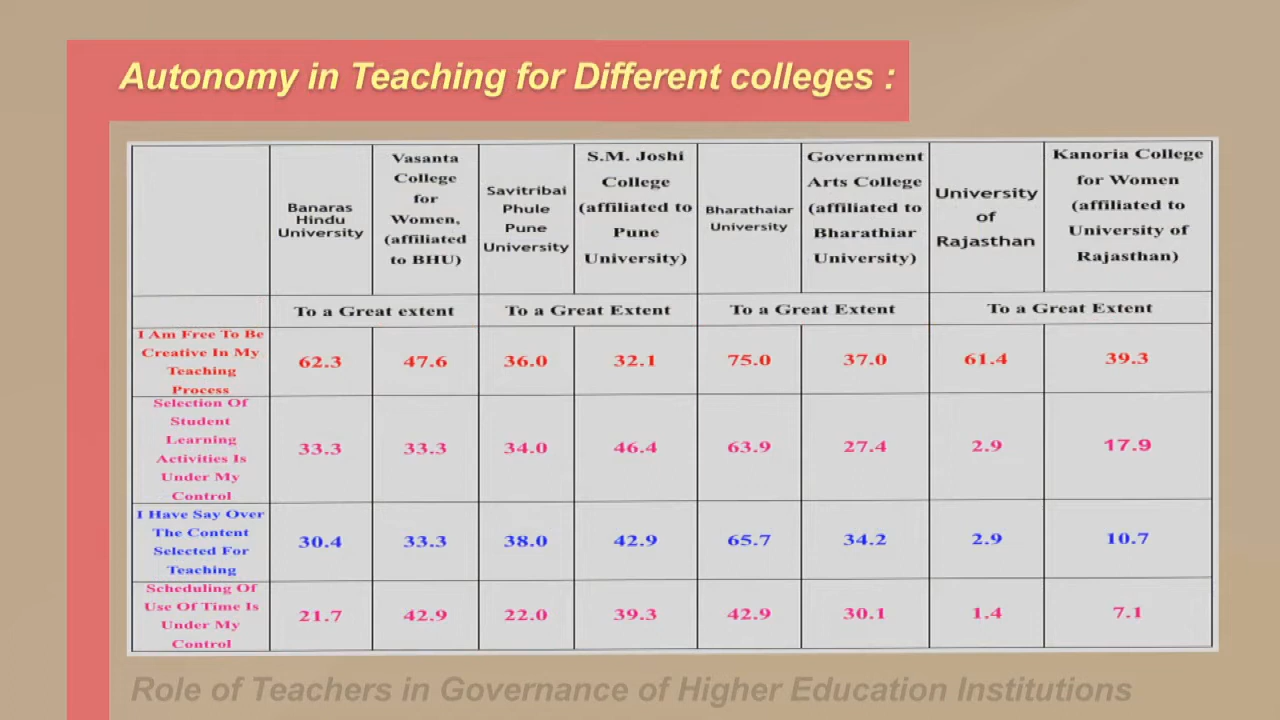 Autonomy in Teaching for Different colleges :
Banaras
Hindu
University
Vasanta
College
for
Women,
(affiliated
to BHU)
Savitribai
Phule
Pune
University
S.M. Joshi
College
(affiliated to
Pune
University)
Bharathaiar
University
Government
Arts College
(affiliated to
Bharathiar
University)
University
of
Rajasthan
Kanoria College
for Women
(affiliated to
University of
Rajasthan)
To a Great extent
To a Great Extent
To a Great Extent
To a Great Extent
I Am Free To Be
Creative In My
Teaching
Process
62.3
47.6
36.0
32.1
75.0
37.0
61.4
39.3
Selection Of
Student
Learning
Activities Is
Under My
Control
33.3
33.3
34.0
46.4
63.9
27.4
2.9
17.9
I Have Say Over
The Content
Selected For
Teaching
30.4
33.3
38.0
42.9
65.7
34.2
2.9
10.7
Scheduling Of
Use Of Time Is
Under My
Control
21.7
42.9
22.0
39.3
42.9
30.1
1.4
7.1
Role of Teachers in Governance of Higher Education Institutions